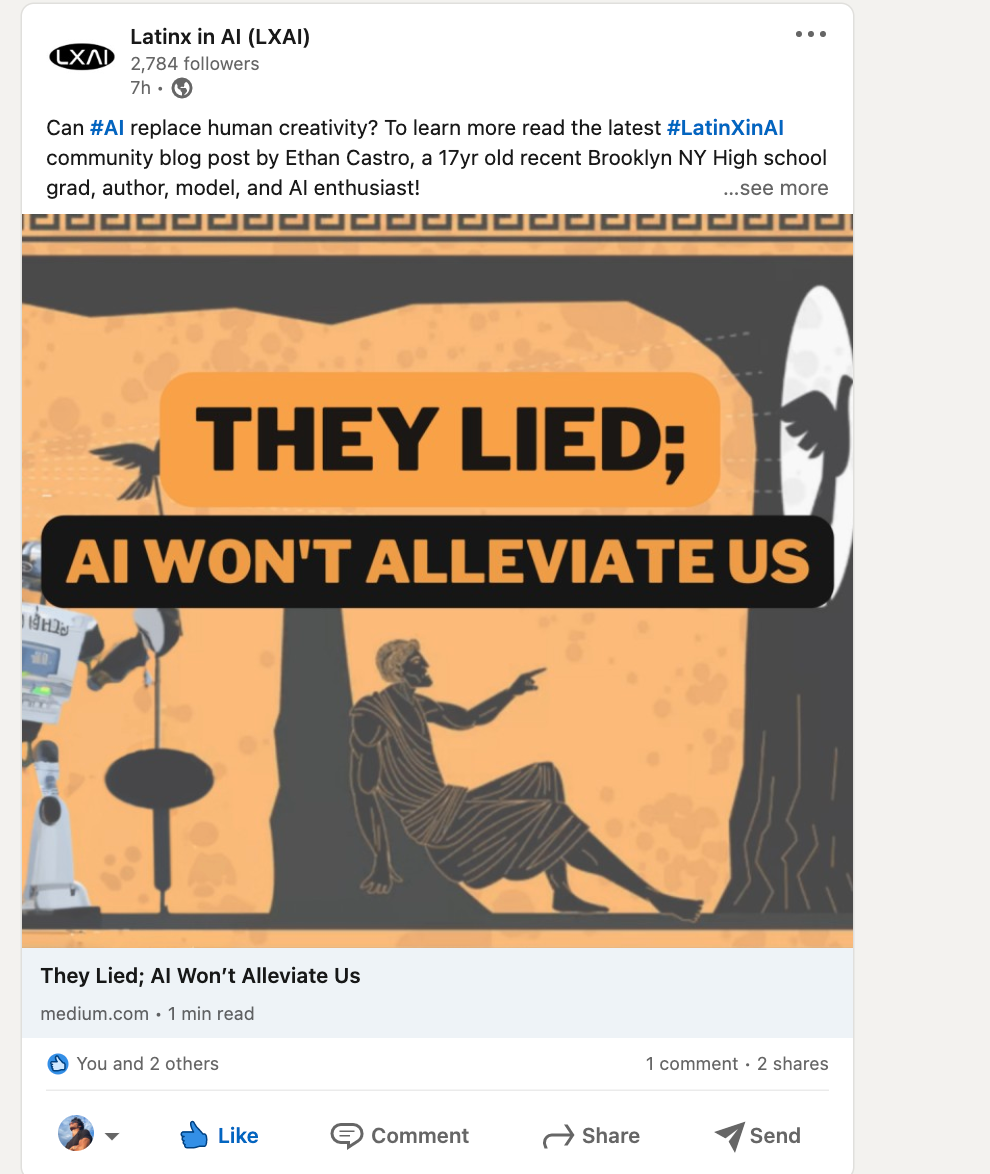 LXAI
Latinx in AI (LXAI)
2,784 followers
7h •
Can #AI replace human creativity? To learn more read the latest #LatinXinAI
community blog post by Ethan Castro, a 17yr old recent Brooklyn NY High school
grad, author, model, and AI enthusiast!
...see more
THEY LIED;
AI WON'T ALLEVIATE US
They Lied; AI Won’t Alleviate Us
medium.com • 1 min read
You and 2 others
1 comment • 2 shares
Like
Comment
Share
Send